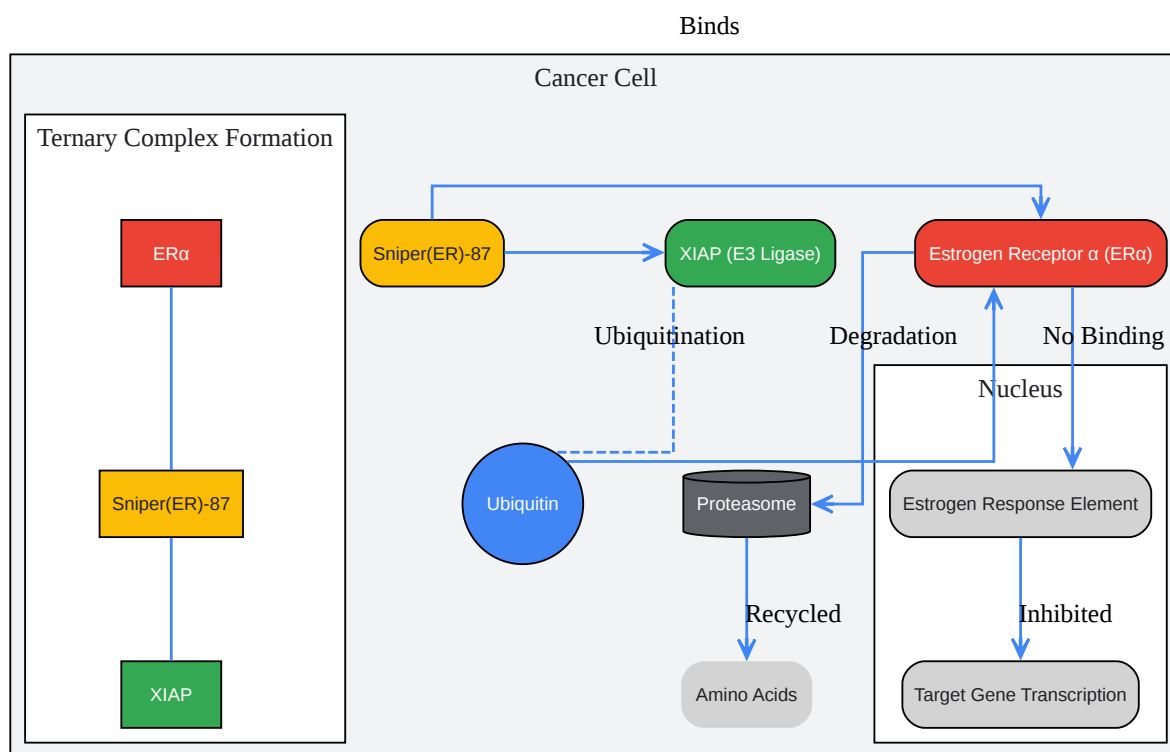 Binds
Cancer Cell
Ternary Complex Formation
ERα
Sniper(ER)-87
XIAP (E3 Ligase)
Estrogen Receptor α (ERα)
Ubiquitination
Degradation
No Binding
Nucleus
Sniper(ER)-87
Ubiquitin
Proteasome
Estrogen Response Element
Recycled
Inhibited
XIAP
Amino Acids
Target Gene Transcription